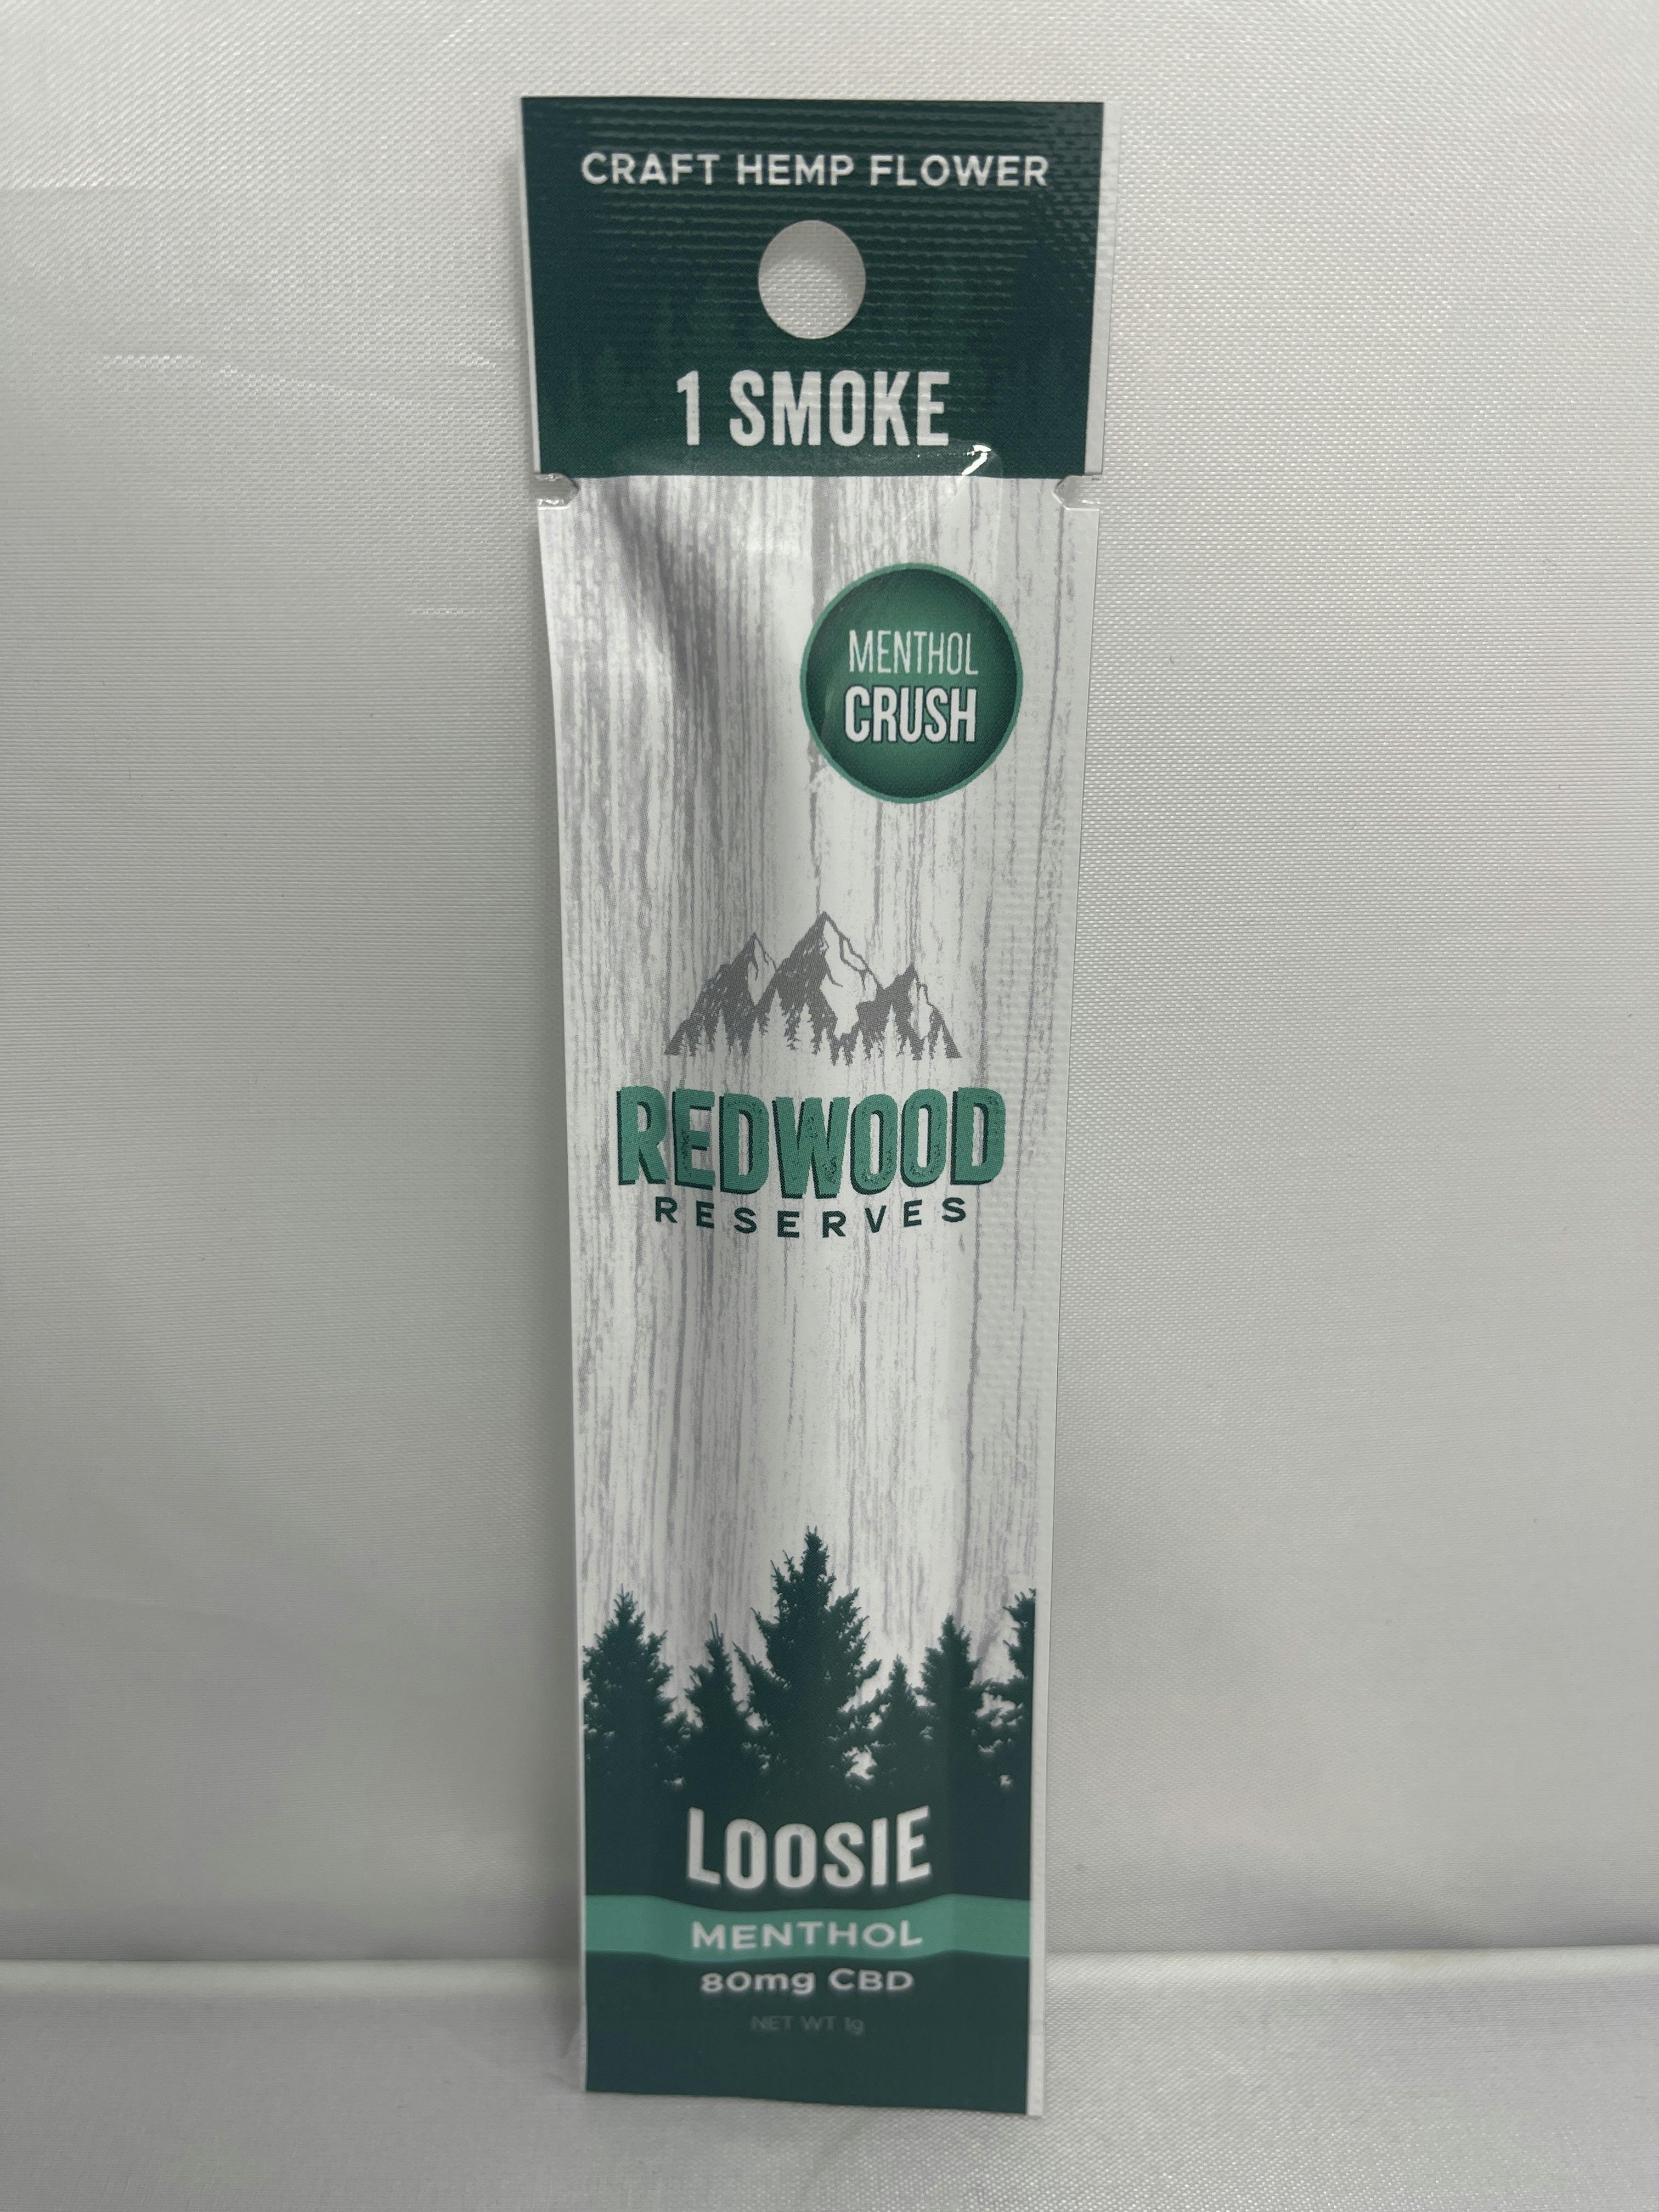 CRAFT HEMP FLOWER
1 SMOKE
MENTHOL
CRUSH
REDWOOD
RESERVES
LOOSIE
MENTHOL
80mg CBD
NET WT 1g